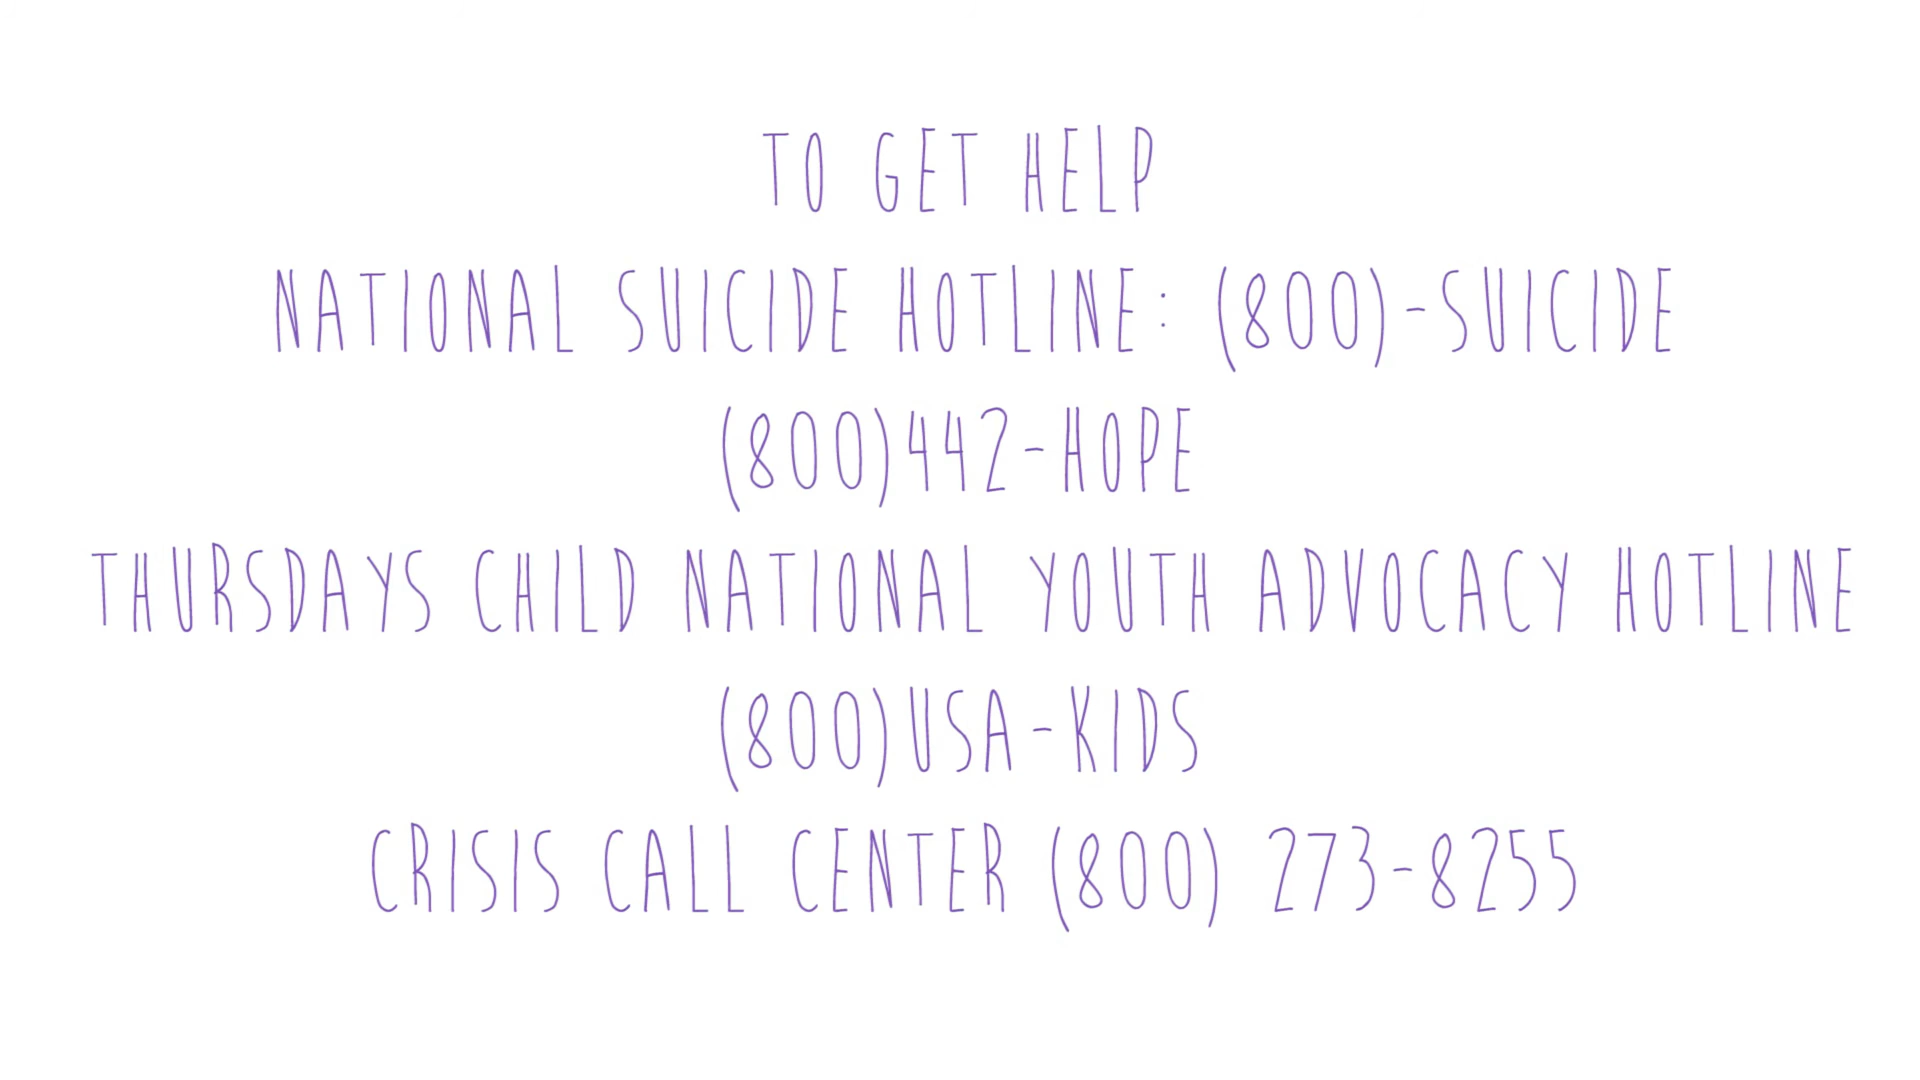 TO GET HELP
NATIONAL SUICIDE HOTLINE: (800)-SUICIDE
(800)442-HOPE
THURSDAYS CHILD NATIONAL YOUTH ADVOCACY HOTLINE
(800)USA-KIDS
CRISIS CALL CENTER (800) 273-8255